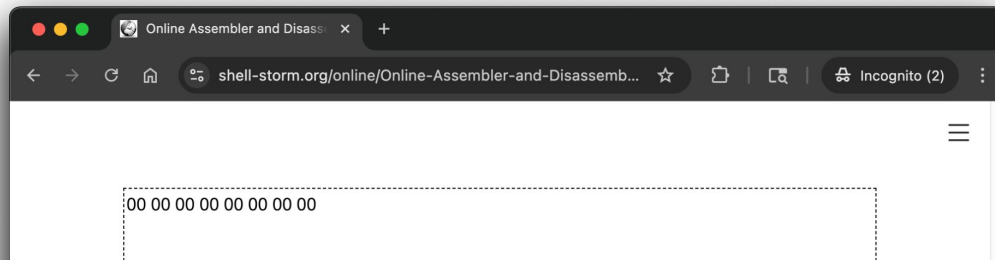 Online Assembler and Disass
shell-storm.org/online/Online-Assembler-and-Disassemb...
Incognito (2)
00 00 00 00 00 00 00 00